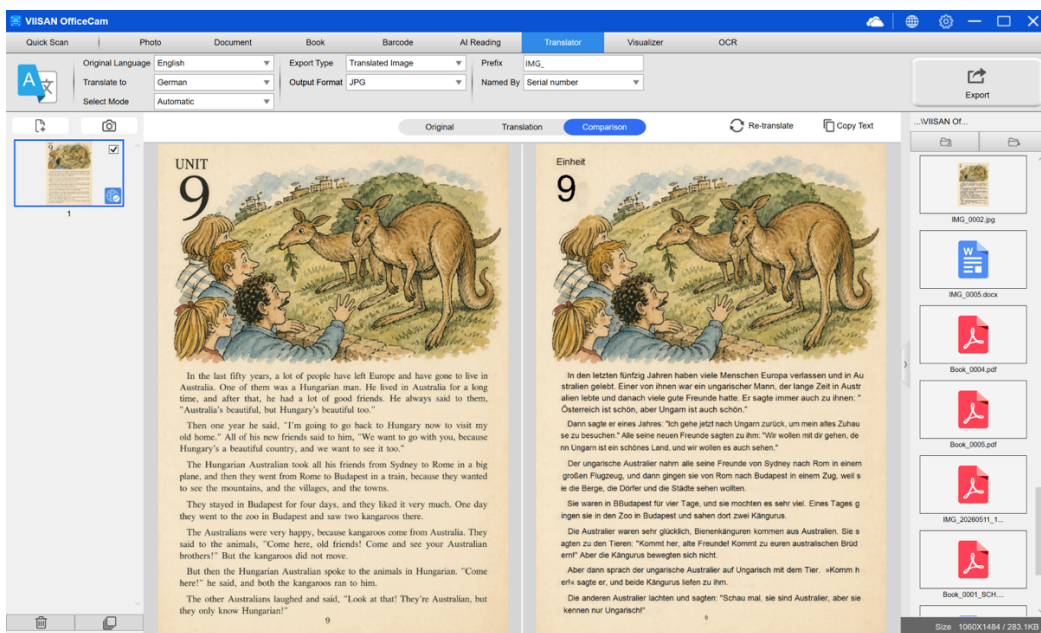 VIISAN OfficeCam
Quick Scan
Photo
Document
Book
Barcode
AI Reading
Translator
Visualizer
OCR
Original Language English
Export Type Translated Image
Prefix IMG_
Translate to German
Output Format JPG
Named By Serial number
Select Mode Automatic
Export
Original
Translation
Comparison
Re-translate
Copy Text
...\VIISAN Of...
1
UNIT
9
In the last fifty years, a lot of people have left Europe and have gone to live in
Australia. One of them was a Hungarian man. He lived in Australia for a long
time, and after that, he had a lot of good friends. He always said to them,
"Australia's beautiful, but Hungary's beautiful too."
Then one year he said, "I'm going to go back to Hungary now to visit my
old home." All of his new friends said to him, "We want to go with you, because
Hungary's a beautiful country, and we want to see it too."
The Hungarian Australian took all his friends from Sydney to Rome in a big
plane, and then they went from Rome to Budapest in a train, because they wanted
to see the mountains, and the villages, and the towns.
They stayed in Budapest for four days, and they liked it very much. One day
they went to the zoo in Budapest and saw two kangaroos there.
The Australians were very happy, because kangaroos come from Australia. They
said to the animals, "Come here, old friends! Come and see your Australian
brothers!" But the kangaroos did not move.
But then the Hungarian Australian spoke to the animals in Hungarian. "Come
here!" he said, and both the kangaroos ran to him.
The other Australians laughed and said, "Look at that! They're Australian, but
they only know Hungarian!"
9
Einheit
9
In den letzten fünfzig Jahren haben viele Menschen Europa verlassen und in Au
stralien gelebt. Einer von ihnen war ein ungarischer Mann, der lange Zeit in Austr
alien lebte und danach viele gute Freunde hatte. Er sagte immer auch zu ihnen: "
Österreich ist schön, aber Ungarn ist auch schön."
Dann sagte er eines Jahres: "Ich gehe jetzt nach Ungarn zurück, um mein altes Zuhau
se zu besuchen." Alle seine neuen Freunde sagten zu ihm: "Wir wollen mit dir gehen, de
nn Ungarn ist ein schönes Land, und wir wollen es auch sehen."
Der ungarische Australier nahm alle seine Freunde von Sydney nach Rom in einem
großen Flugzeug, und dann gingen sie von Rom nach Budapest in einem Zug, weil s
ie die Berge, die Dörfer und die Städte sehen wollten.
Sie waren in BBudapest für vier Tage, und sie mochten es sehr viel. Eines Tages g
ingen sie in den Zoo in Budapest und sahen dort zwei Kängurus.
Die Australier waren sehr glücklich, Bienenkänguren kommen aus Australien. Sie s
agten zu den Tieren: "Kommt her, alte Freunde! Kommt zu euren australischen Brüd
ern!" Aber die Kängurus bewegten sich nicht.
Aber dann sprach der ungarische Australier auf Ungarisch mit dem Tier. »Komm h
er!« sagte er, und beide Kängurus liefen zu ihm.
Die anderen Australier lachten und sagten: "Schau mal, sie sind Australier, aber sie
kennen nur Ungarisch!"
9
IMG_0002.jpg
IMG_0005.docx
Book_0004.pdf
Book_0005.pdf
IMG_20260511_1...
Book_0001_SCH....
Size 1060X1484 / 283.1KB